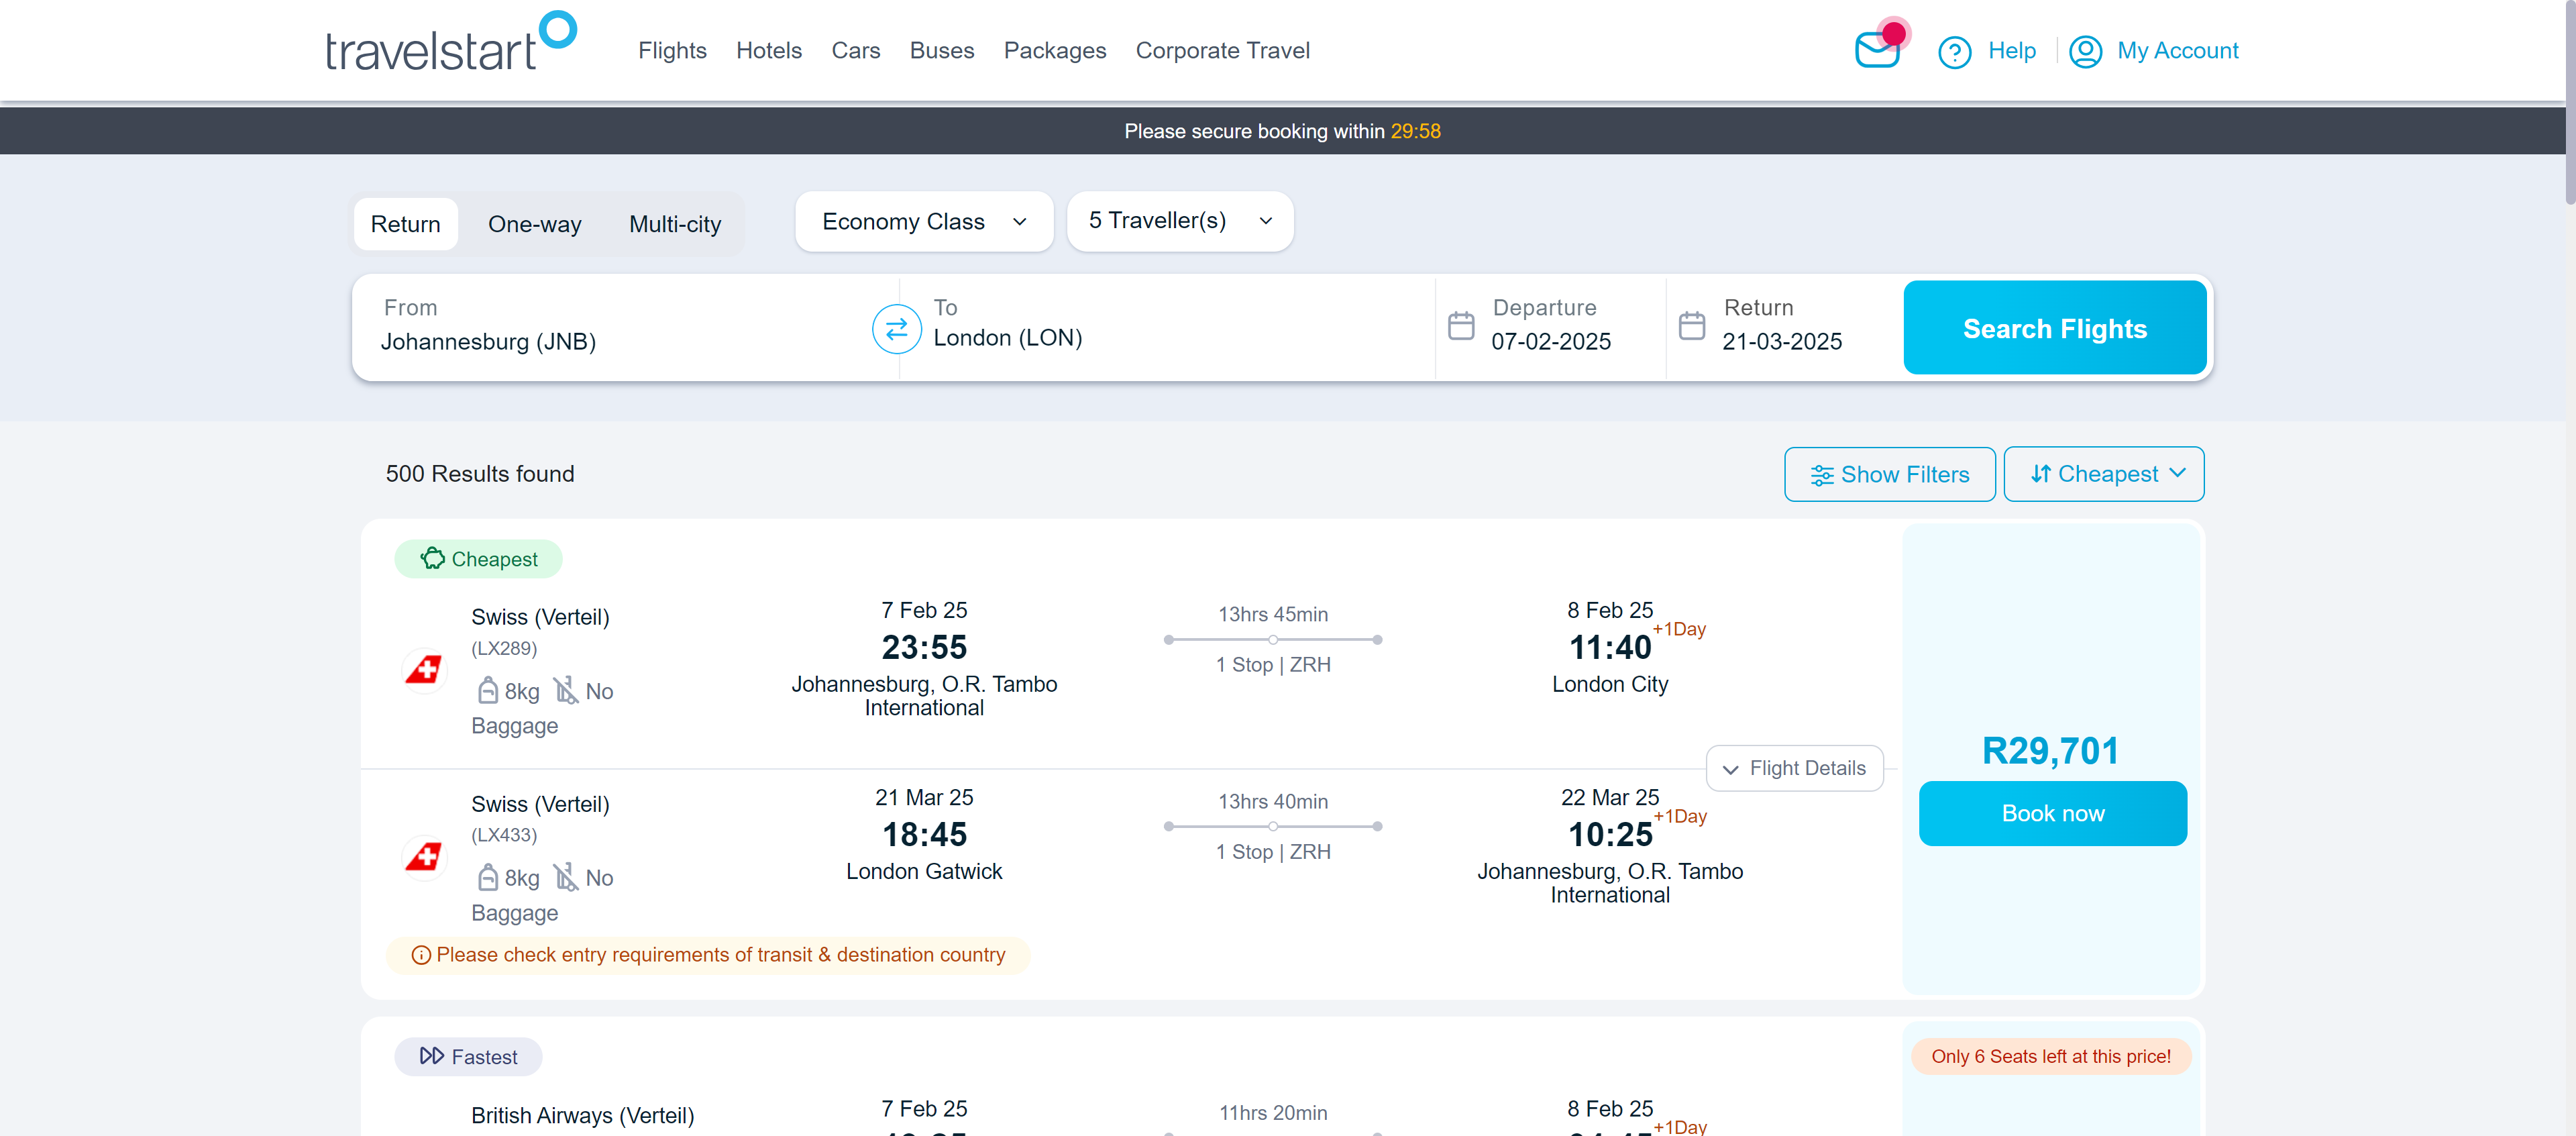 travelstart
Flights Hotels Cars Buses Packages Corporate Travel
Help My Account
Please secure booking within 29:58
Return One-way Multi-city
Economy Class
5 Traveller(s)
From
Johannesburg (JNB)
To
London (LON)
Departure
07-02-2025
Return
21-03-2025
Search Flights
500 Results found
Show Filters
Cheapest
Cheapest
Swiss (Verteil)
(LX289)
8kg No
Baggage
7 Feb 25
23:55
Johannesburg, O.R. Tambo
International
13hrs 45min
1 Stop | ZRH
8 Feb 25
+1Day
11:40
London City
Flight Details
Swiss (Verteil)
(LX433)
8kg No
Baggage
21 Mar 25
18:45
London Gatwick
13hrs 40min
1 Stop | ZRH
22 Mar 25
+1Day
10:25
Johannesburg, O.R. Tambo
International
Please check entry requirements of transit & destination country
R29,701
Book now
Fastest
Only 6 Seats left at this price!
British Airways (Verteil)
7 Feb 25
11hrs 20min
8 Feb 25
+1Day